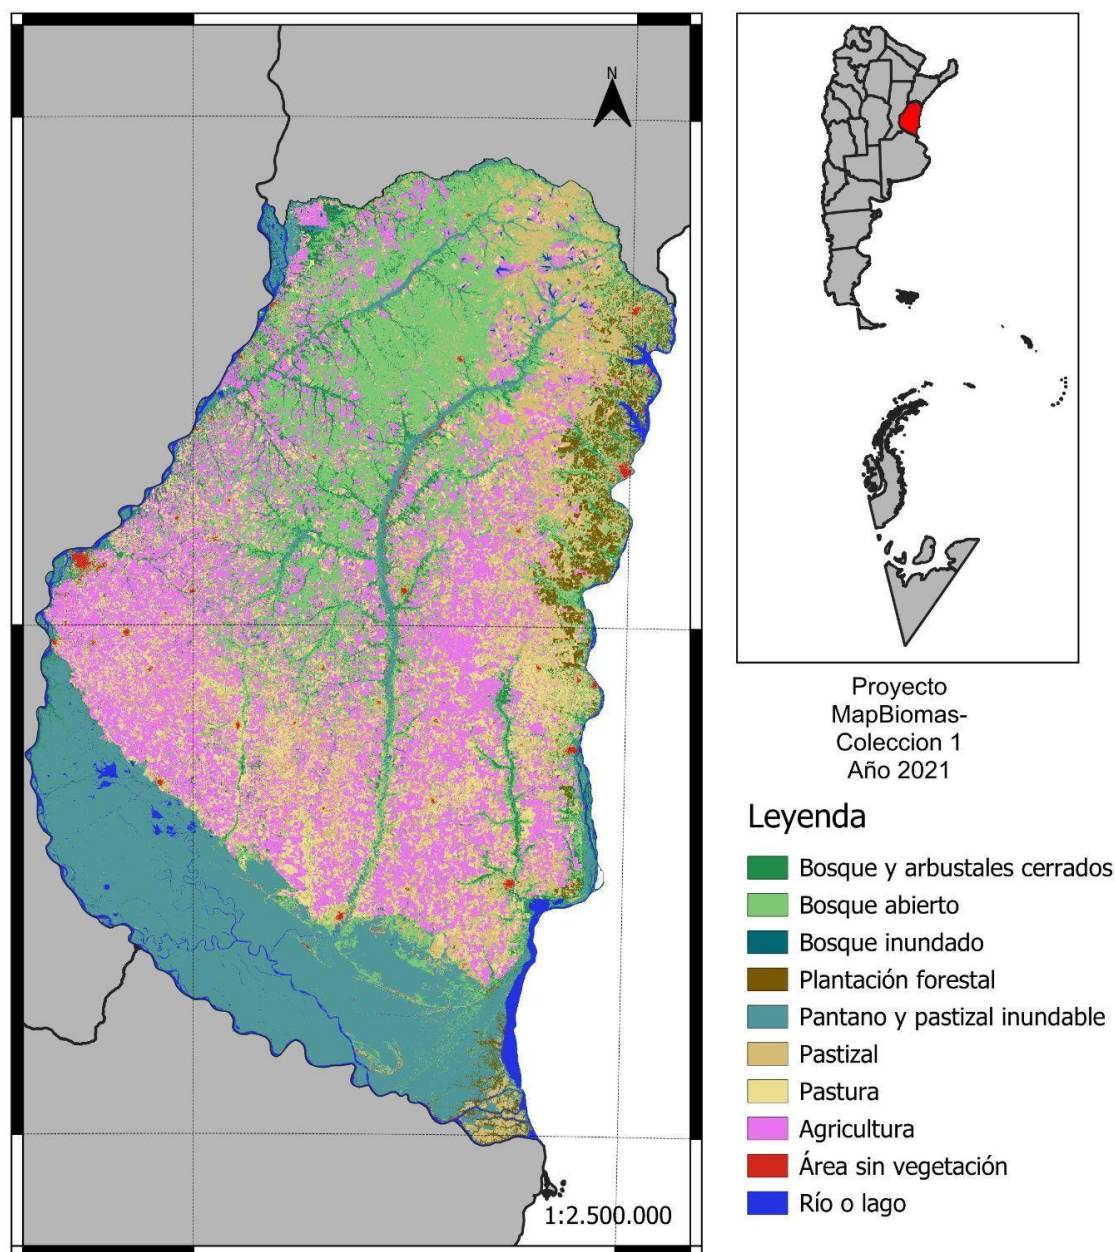 N
1:2.500.000
Proyecto
MapBiomas-
Coleccion 1
Año 2021
Leyenda
Bosque y arbustales cerrados
Bosque abierto
Bosque inundado
Plantación forestal
Pantano y pastizal inundable
Pastizal
Pastura
Agricultura
Área sin vegetación
Río o lago